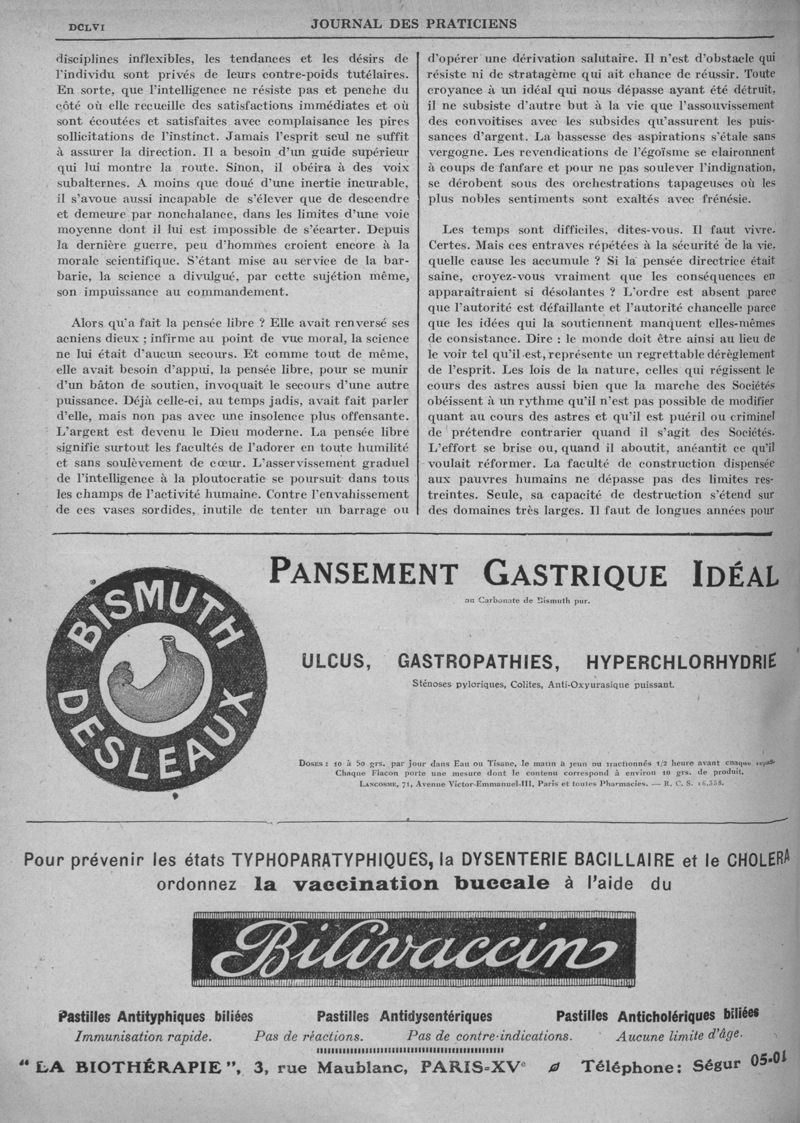 DCLVI
JOURNAL DES PRATICIENS
disciplines inflexibles, les tendances et les désirs de
l'individu sont privés de leurs contre-poids tutélaires.
En sorte, que l'intelligence ne résiste pas et penche du
côté où elle recueille des satisfactions immédiates et où
sont écoutées et satisfaites avec complaisance les pires
sollicitations de l'instinct. Jamais l'esprit seul ne suffit
à assurer la direction. Il a besoin d'un guide supérieur
qui lui montre la route. Sinon, il obéira à des voix
subalternes. A moins que doué d'une inertie incurable,
il s'avoue aussi incapable de s'élever que de descendre
et demeure par nonchalance, dans les limites d'une voie
moyenne dont il lui est impossible de s'écarter. Depuis
la dernière guerre, peu d'hommes croient encore à la
morale scientifique. S'étant mise au service de la bar-
barie, la science a divulgué, par cette sujétion même,
son impuissance au commandement.
Alors qu'a fait la pensée libre ? Elle avait renversé ses
acniens dieux ; infirme au point de vue moral, la science
ne lui était d'aucun secours. Et comme tout de même,
elle avait besoin d'appui, la pensée libre, pour se munir
d'un bâton de soutien, invoquait le secours d'une autre
puissance. Déjà celle-ci, au temps jadis, avait fait parler
d'elle, mais non pas avec une insolence plus offensante.
L'argent est devenu le Dieu moderne. La pensée libre
signifie surtout les facultés de l'adorer en toute humilité
et sans soulèvement de cœur. L'asservissement graduel
de l'intelligence à la ploutocratie se poursuit dans tous
les champs de l'activité humaine. Contre l'envahissement
de ces vases sordides, inutile de tenter un barrage ou
d'opérer une dérivation salutaire. Il n'est d'obstacle qui
résiste ni de stratagème qui ait chance de réussir. Toute
croyance à un idéal qui nous dépasse ayant été détruit,
il ne subsiste d'autre but à la vie que l'assouvissement
des convoitises avec les subsides qu'assurent les puis-
sances d'argent. La bassesse des aspirations s'étale sans
vergogne. Les revendications de l'égoïsme se claironnent
à coups de fanfare et pour ne pas soulever l'indignation,
se dérobent sous des orchestrations tapageuses où les
plus nobles sentiments sont exaltés avec frénésie.
Les temps sont difficiles, dites-vous. Il faut vivre.
Certes. Mais ces entraves répétées à la sécurité de la vie,
quelle cause les accumule ? Si la pensée directrice était
saine, croyez-vous vraiment que les conséquences en
apparaîtraient si désolantes ? L'ordre est absent parce
que l'autorité est défaillante et l'autorité chancelle parce
que les idées qui la soutiennent manquent elles-mêmes
de consistance. Dire : le monde doit être ainsi au lieu de
le voir tel qu'il est, représente un regrettable dérèglement
de l'esprit. Les lois de la nature, celles qui régissent le
cours des astres aussi bien que la marche des Sociétés
obéissent à un rythme qu'il n'est pas possible de modifier
quant au cours des astres et qu'il est puéril ou criminel
de prétendre contrarier quand il s'agit des Sociétés.
L'effort se brise ou, quand il aboutit, anéantit ce qu'il
voulait réformer. La faculté de construction dispensée
aux pauvres humains ne dépasse pas des limites res-
treintes. Seule, sa capacité de destruction s'étend sur
des domaines très larges. Il faut de longues années pour
BISMUTH
DESLEAUX
PANSEMENT GASTRIQUE IDÉAL
au Carbonate de Bismuth pur.
ULCUS, GASTROPATHIES, HYPERCHLORHYDRIE
Sténoses pyloriques, Colites, Anti-Oxyurasique puissant.
DOSES : 10 à 50 grs. par jour dans Eau ou Tisane, le matin à jeun ou fractionnés 1/2 heure avant chaque repas
Chaque Flacon porte une mesure dont le contenu correspond à environ 10 grs. de produit.
LANCOSME, 71, Avenue Victor-Emmanuel-III, Paris et toutes Pharmacies. — R. C. S. 16.558.
Pour prévenir les états TYPHOPARATYPHIQUES, la DYSENTERIE BACILLAIRE et le CHOLERA
ordonnez la vaccination buccale à l'aide du
Bilivaccin
Pastilles Antityphiques biliées Pastilles Antidysentériques Pastilles Anticholériques biliées
Immunisation rapide. Pas de réactions. Pas de contre-indications. Aucune limite d'âge.
"LA BIOTHÉRAPIE", 3, rue Maublanc, PARIS-XVe Téléphone: Ségur 05-01